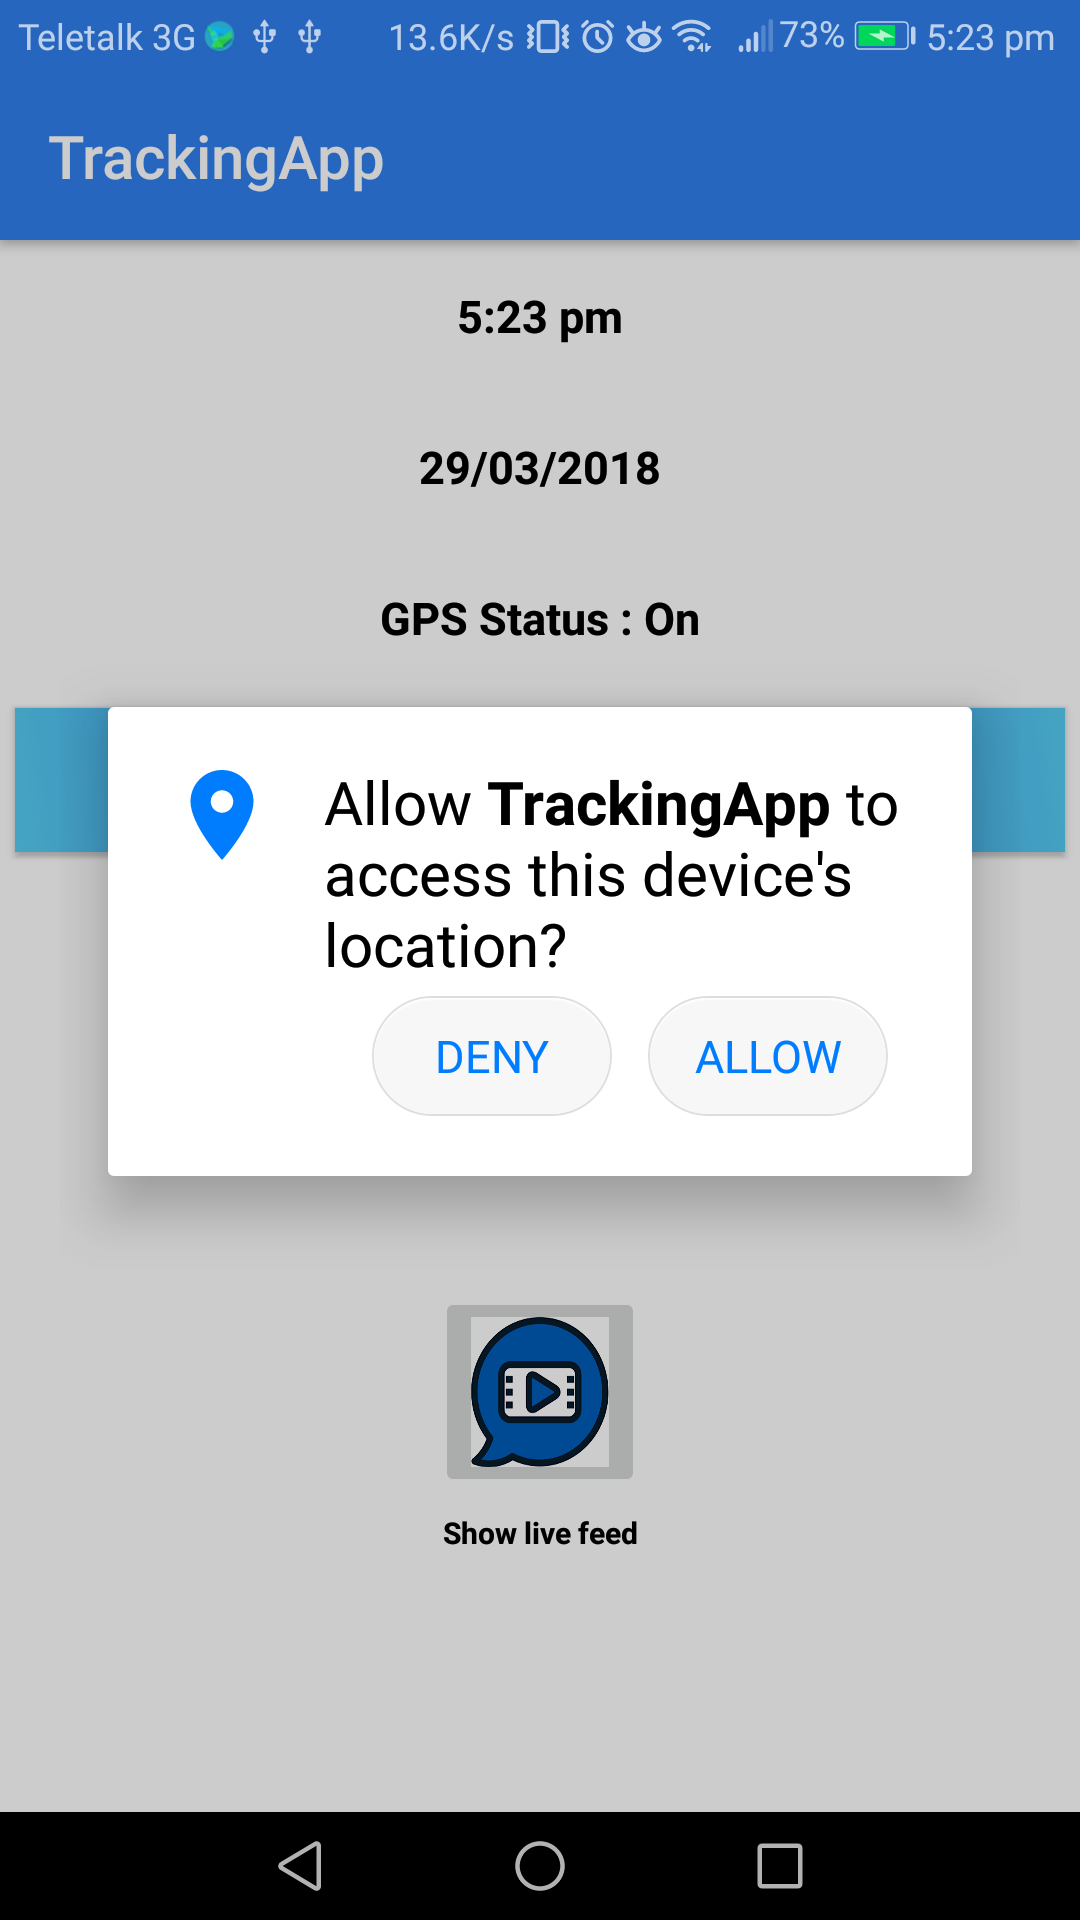 Teletalk 3G 13.6K/s 73% 5:23 pm
TrackingApp
5:23 pm
29/03/2018
GPS Status : On
Allow TrackingApp to
access this device's
location?
DENY ALLOW
Show live feed